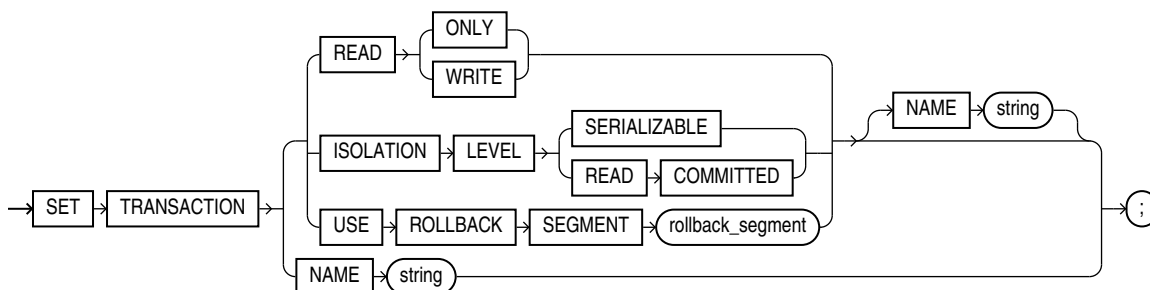 ONLY
READ
WRITE
NAME string
SERIALIZABLE
ISOLATION LEVEL
READ COMMITTED
SET TRANSACTION
;
USE ROLLBACK SEGMENT rollback_segment
NAME string